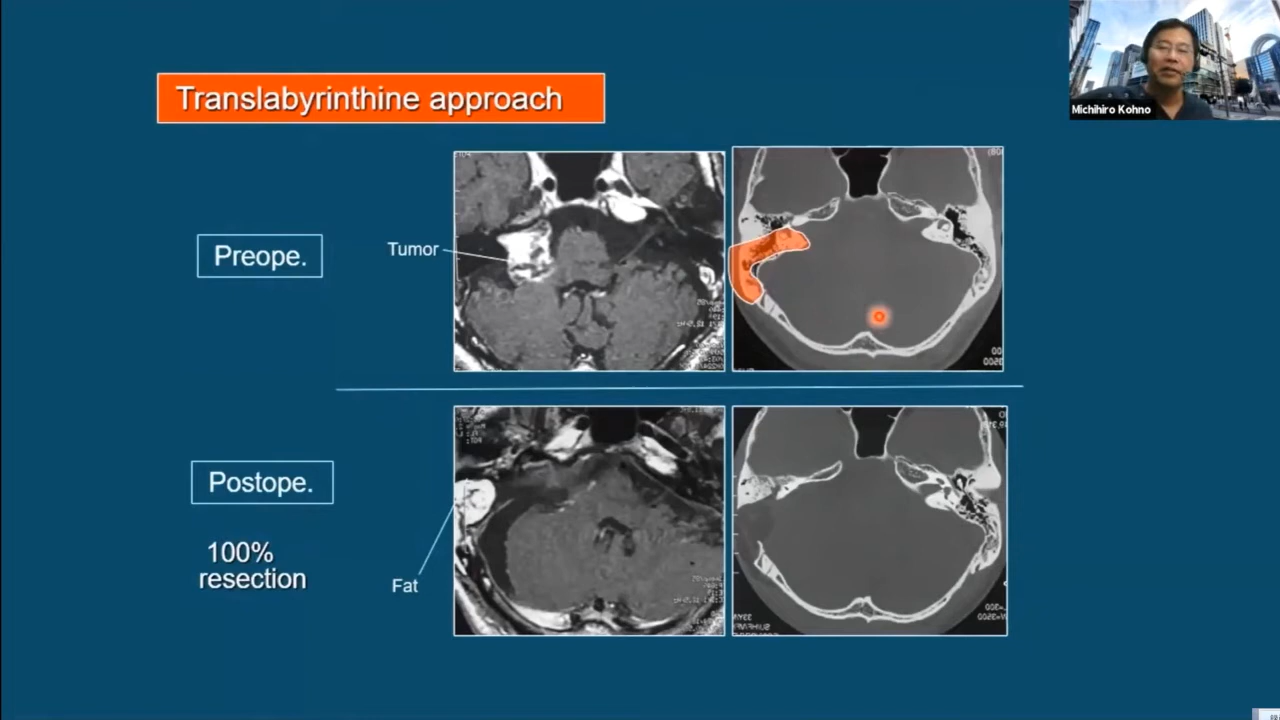 Michihiro Kohno
Translabyrinthine approach
Preope.
Tumor
Postope.
100%
resection
Fat